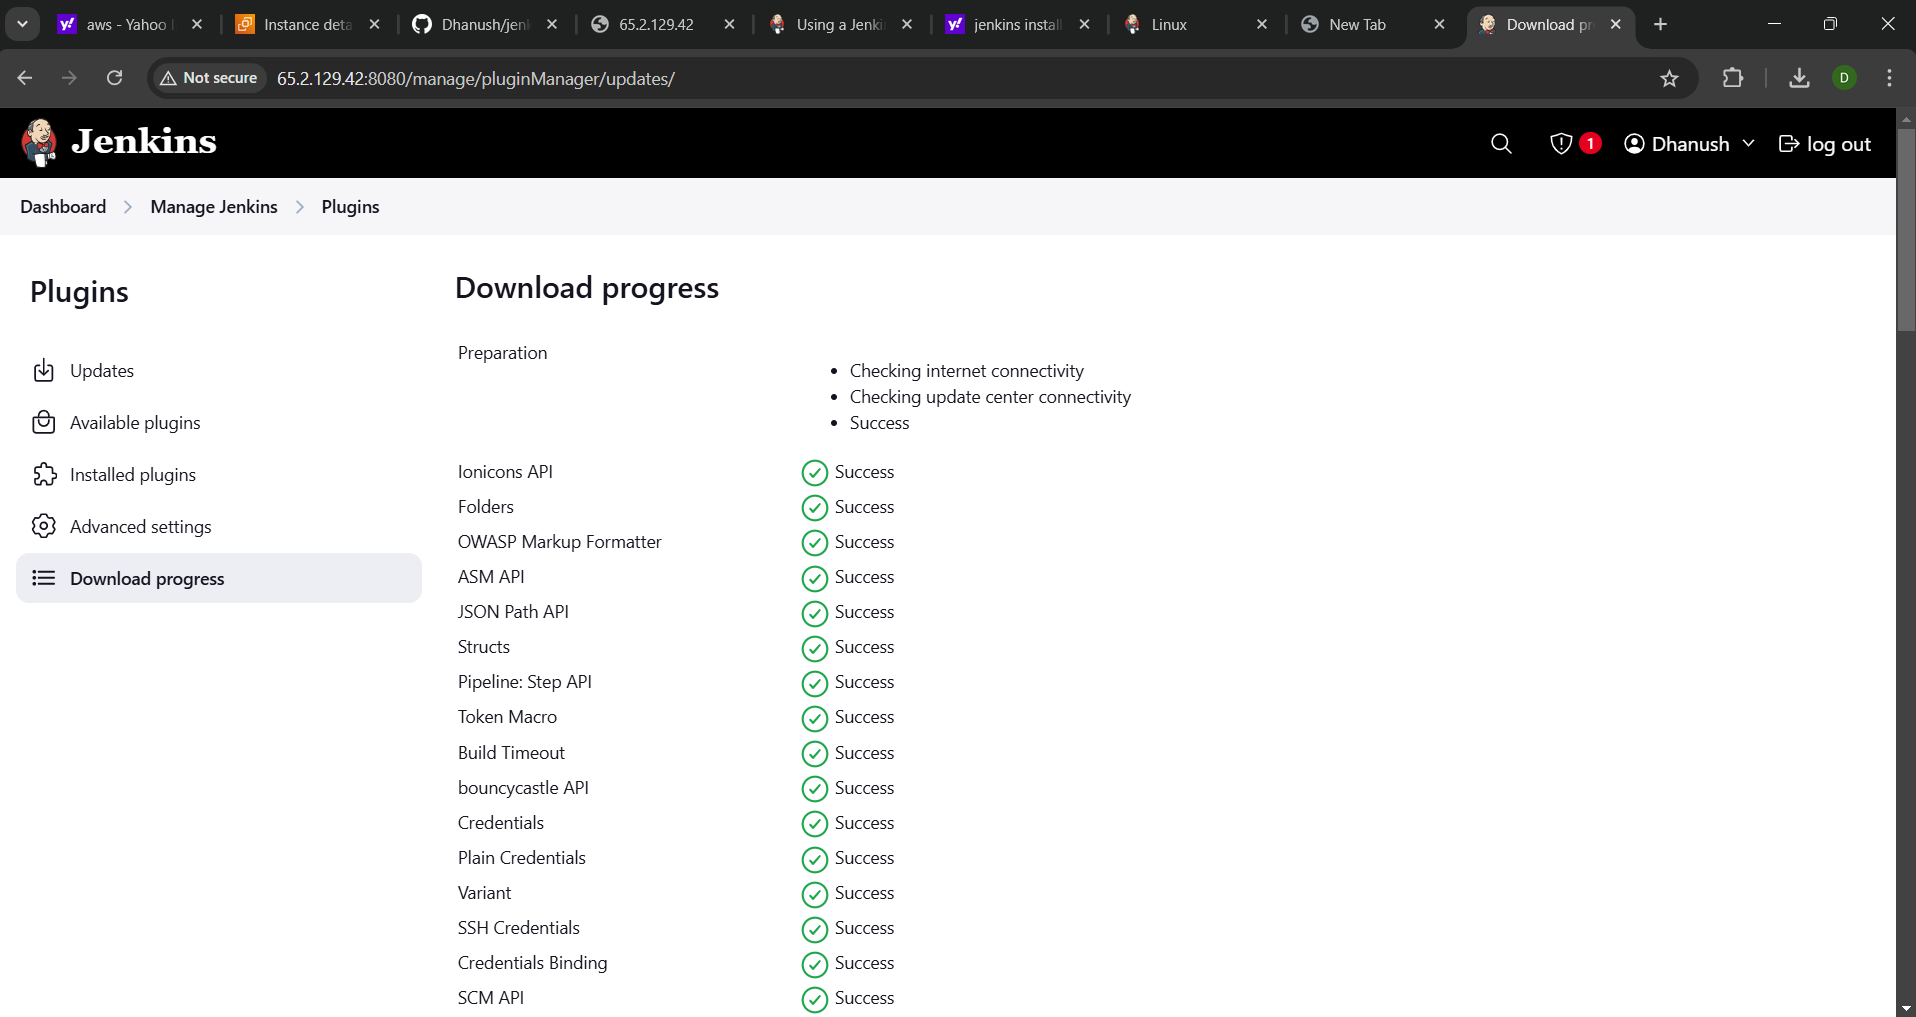 aws - Yahoo
Instance deta
Dhanush/jen
65.2.129.42
Using a Jenki
jenkins install
Linux
New Tab
Download pr
Not secure
65.2.129.42:8080/manage/pluginManager/updates/
D
Jenkins
1
Dhanush
log out
Dashboard
Manage Jenkins
Plugins
Plugins
Updates
Available plugins
Installed plugins
Advanced settings
Download progress
Download progress
Preparation
Checking internet connectivity
Checking update center connectivity
Success
Ionicons API Success
Folders Success
OWASP Markup Formatter Success
ASM API Success
JSON Path API Success
Structs Success
Pipeline: Step API Success
Token Macro Success
Build Timeout Success
bouncycastle API Success
Credentials Success
Plain Credentials Success
Variant Success
SSH Credentials Success
Credentials Binding Success
SCM API Success